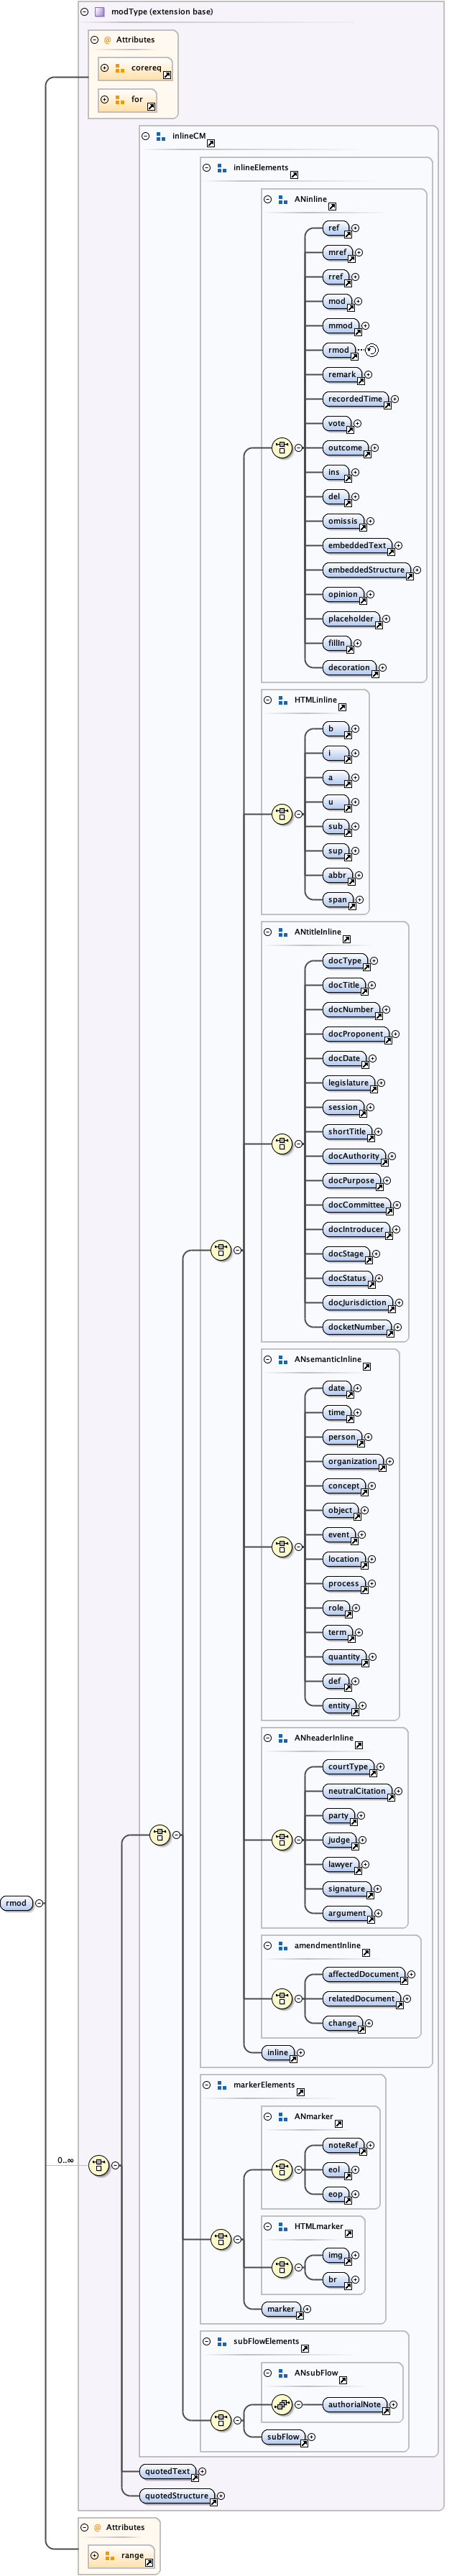 modType (extension base)
@ Attributes
corereq
for
inlineCM
inlineElements
ANinline
ref
mref
rref
mod
mmod
rmod
remark
recordedTime
vote
outcome
ins
del
omissis
embeddedText
embeddedStructure
opinion
placeholder
fillIn
decoration
HTMLinline
b
i
a
u
sub
sup
abbr
span
ANtitleInline
docType
docTitle
docNumber
docProponent
docDate
legislature
session
shortTitle
docAuthority
docPurpose
docCommittee
docIntroducer
docStage
docStatus
docJurisdiction
docketNumber
ANsemanticInline
date
time
person
organization
concept
object
event
location
process
role
term
quantity
def
entity
ANheaderInline
courtType
neutralCitation
party
judge
lawyer
signature
argument
rmod
amendmentInline
affectedDocument
relatedDocument
change
inline
markerElements
ANmarker
noteRef
eol
0..∞
eop
HTMLmarker
img
br
marker
subFlowElements
ANsubFlow
authorialNote
subFlow
quotedText
quotedStructure
@ Attributes
range